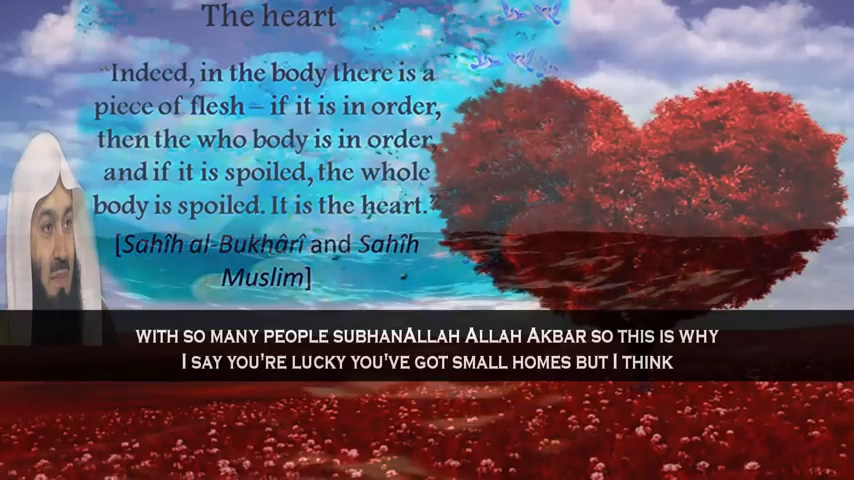 The heart
"Indeed, in the body there is a
piece of flesh – if it is in order,
then the who body is in order,
and if it is spoiled, the whole
body is spoiled. It is the heart."
[Sahîh al-Bukhârî and Sahîh
Muslim]
WITH SO MANY PEOPLE SUBHANALLAH ALLAH AKBAR SO THIS IS WHY
I SAY YOU'RE LUCKY YOU'VE GOT SMALL HOMES BUT I THINK